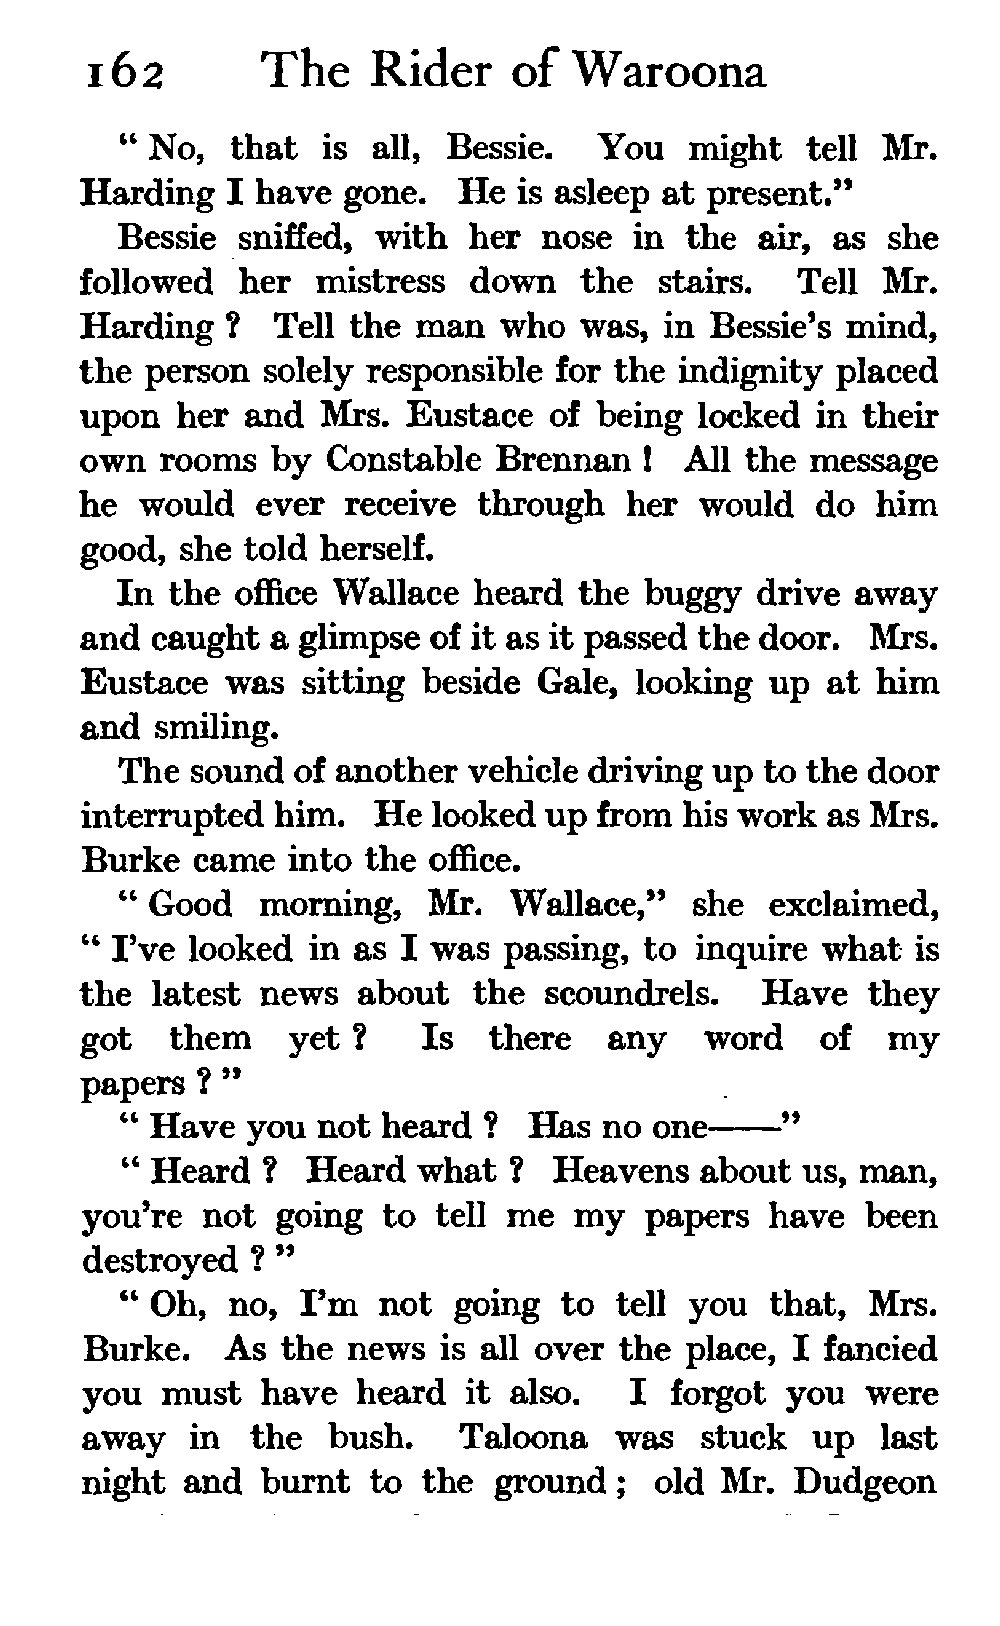 162 The Rider of Waroona
“ No, that is all, Bessie. You might tell Mr.
Harding I have gone. He is asleep at present.”
Bessie sniffed, with her nose in the air, as she
followed her mistress down the stairs. Tell Mr.
Harding ? Tell the man who was, in Bessie’s mind,
the person solely responsible for the indignity placed
upon her and Mrs. Eustace of being locked in their
own rooms by Constable Brennan ! All the message
he would ever receive through her would do him
good, she told herself.
In the office Wallace heard the buggy drive away
and caught a glimpse of it as it passed the door. Mrs.
Eustace was sitting beside Gale, looking up at him
and smiling.
The sound of another vehicle driving up to the door
interrupted him. He looked up from his work as Mrs.
Burke came into the office.
“ Good morning, Mr. Wallace,” she exclaimed,
“ I’ve looked in as I was passing, to inquire what is
the latest news about the scoundrels. Have they
got them yet ? Is there any word of my
papers ? ”
“ Have you not heard ? Has no one——”
“ Heard ? Heard what ? Heavens about us, man,
you’re not going to tell me my papers have been
destroyed ? ”
“ Oh, no, I’m not going to tell you that, Mrs.
Burke. As the news is all over the place, I fancied
you must have heard it also. I forgot you were
away in the bush. Taloona was stuck up last
night and burnt to the ground ; old Mr. Dudgeon